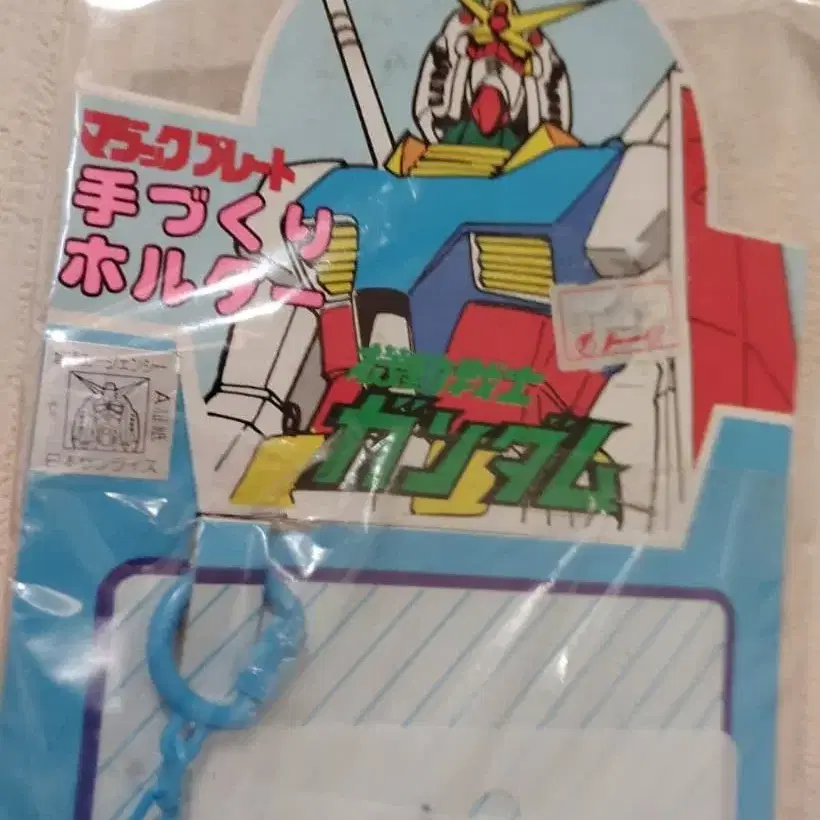 マジックプレート
手づくり
ホルダー
機動戦士
ガンダム
日本サンライズ